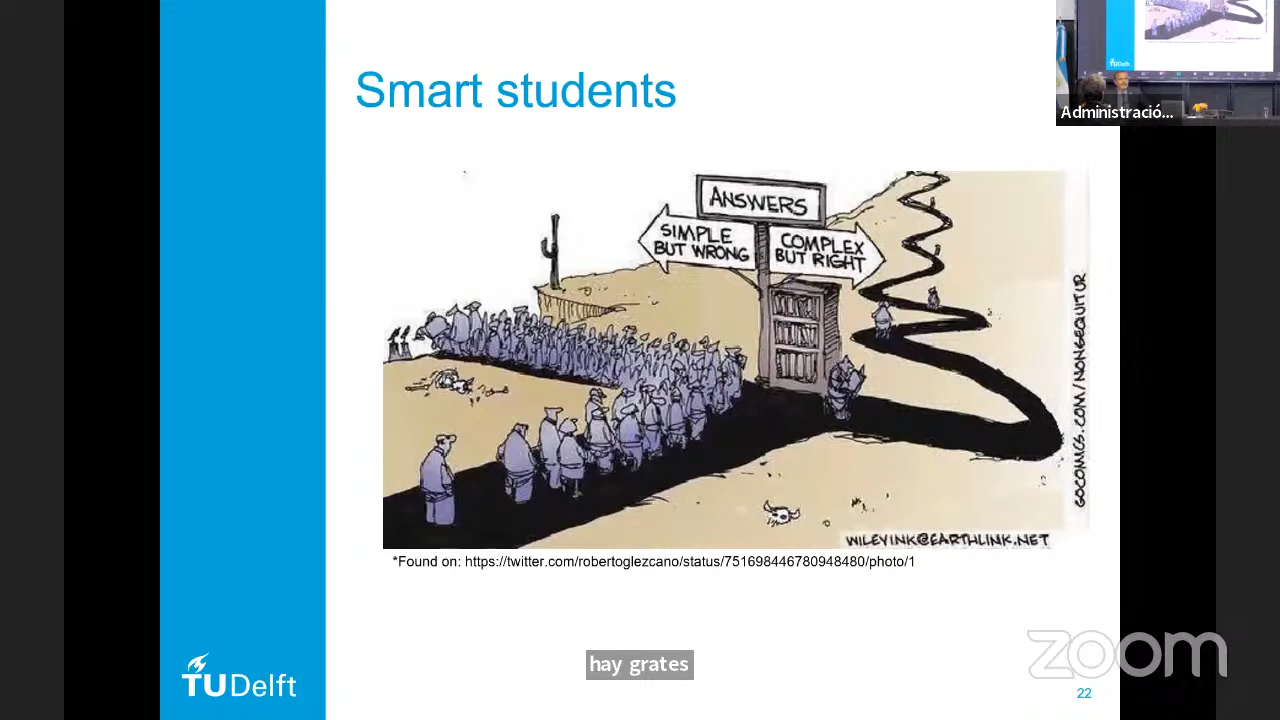 Smart students
Administració...
ANSWERS
SIMPLE
BUT WRONG
COMPLEX
BUT RIGHT
GOCOMICS.COM/NONSEQUITUR
WILEYINK@EARTHLINK.NET
*Found on: https://twitter.com/robertoglezcano/status/751698446780948480/photo/1
hay grates
zoom
TUDelft
22
TUDelft